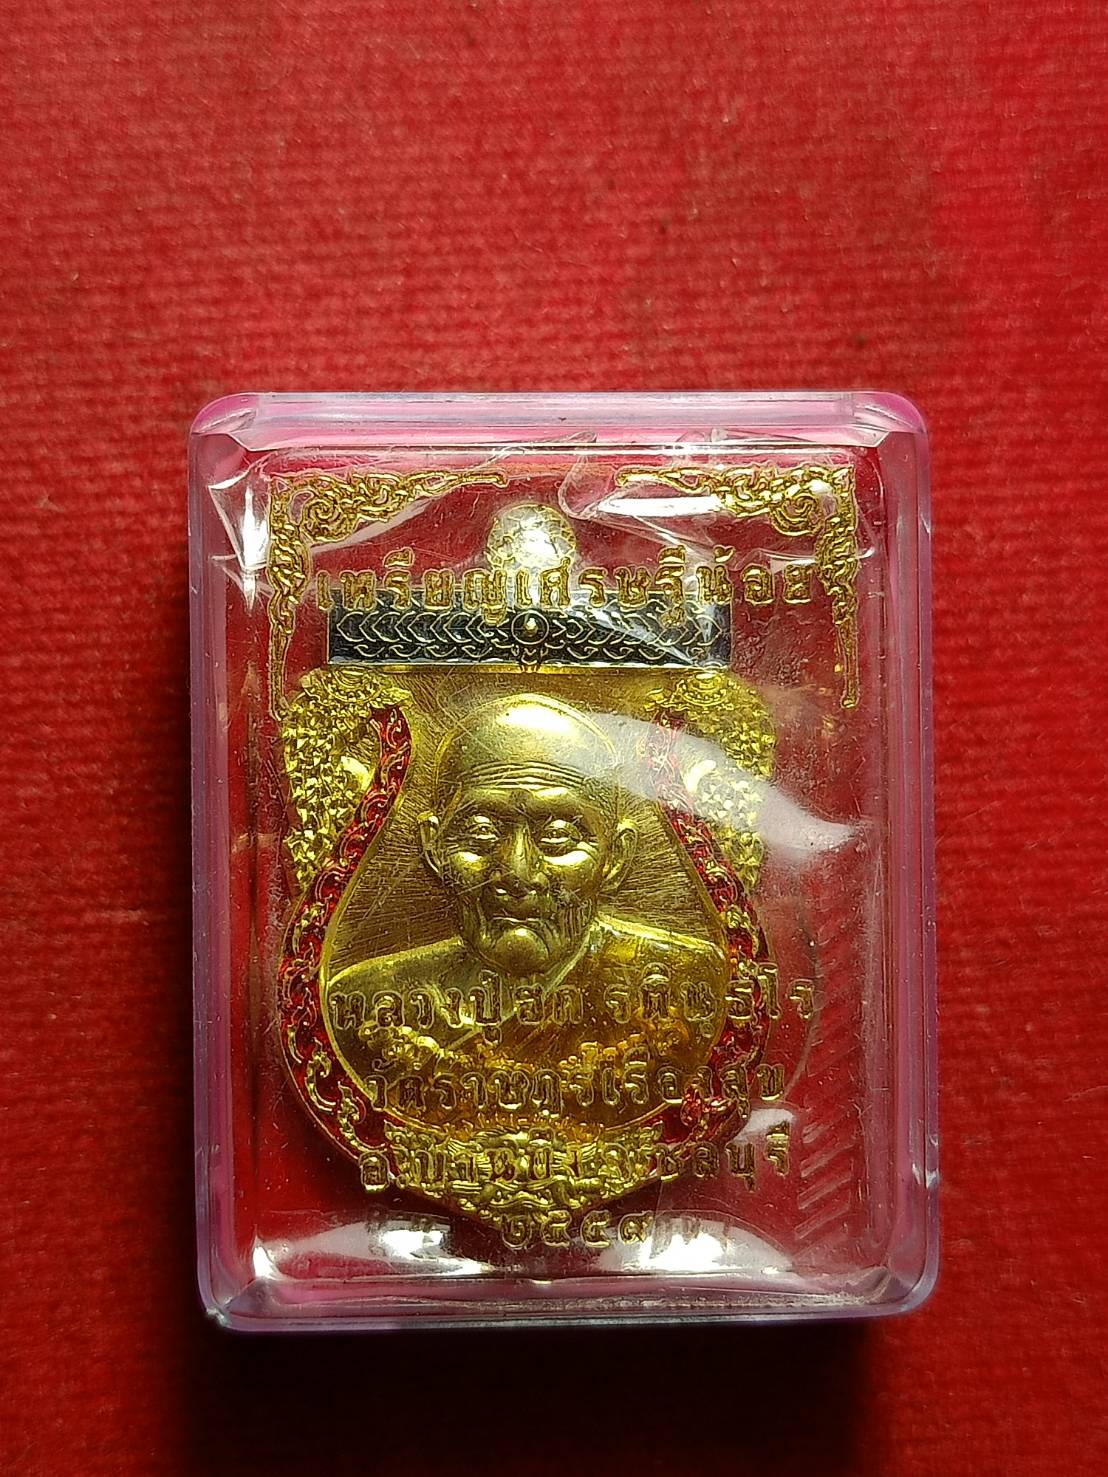 เหรียญเศรษฐีน้อย
หลวงปู่ฮก รตินฺธโร
วัดราษฎร์เรืองสุข
อ.บ้านบึง จ.ชลบุรี
๒๕๕๙